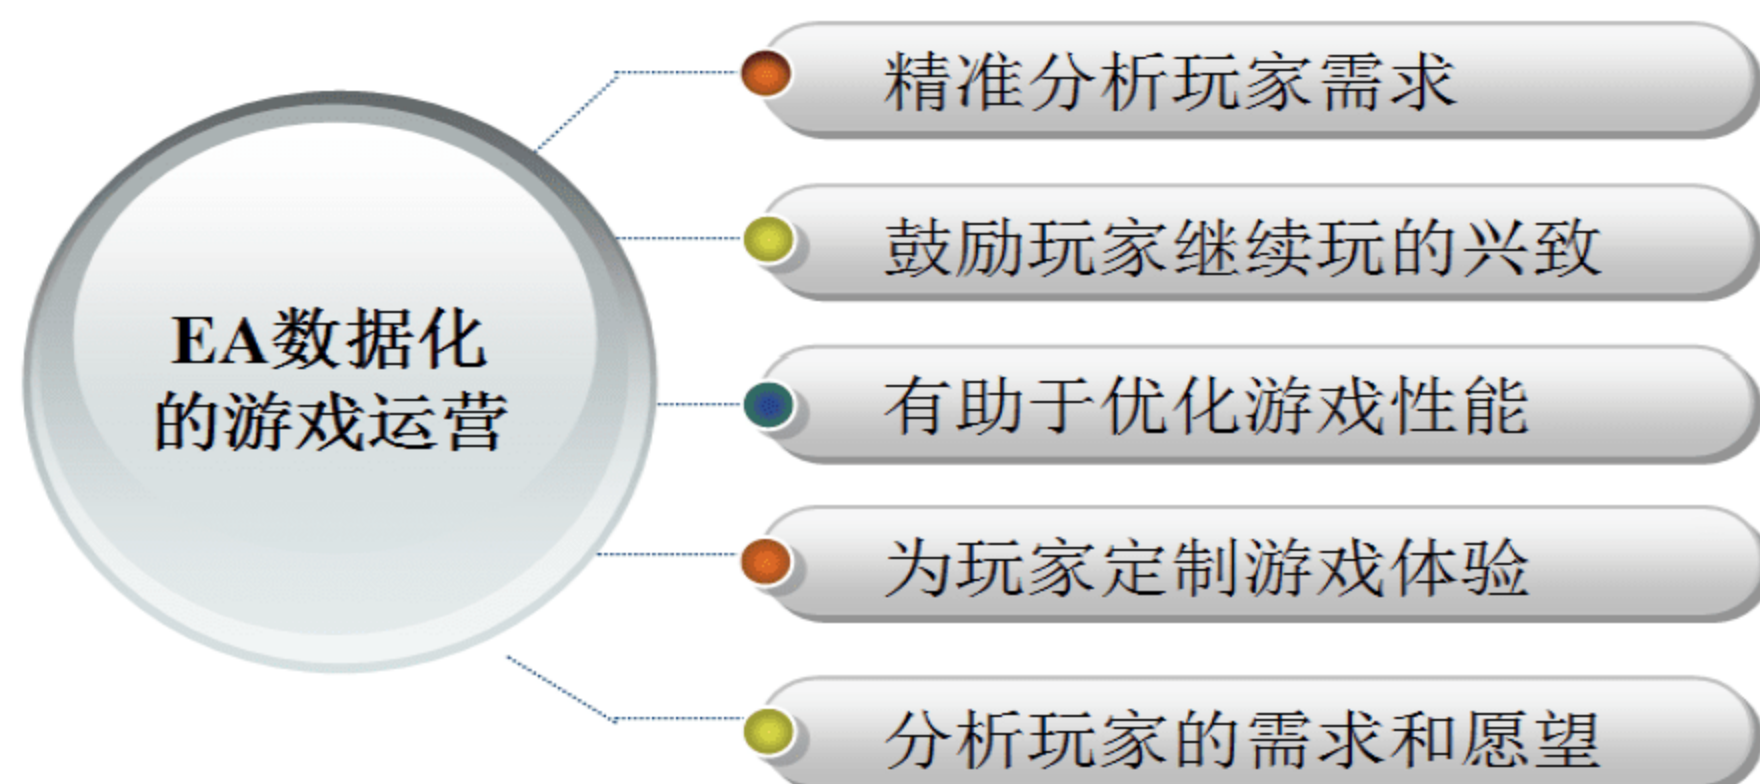 精准分析玩家需求
鼓励玩家继续玩的兴致
EA数据化
的游戏运营
有助于优化游戏性能
为玩家定制游戏体验
分析玩家的需求和愿望